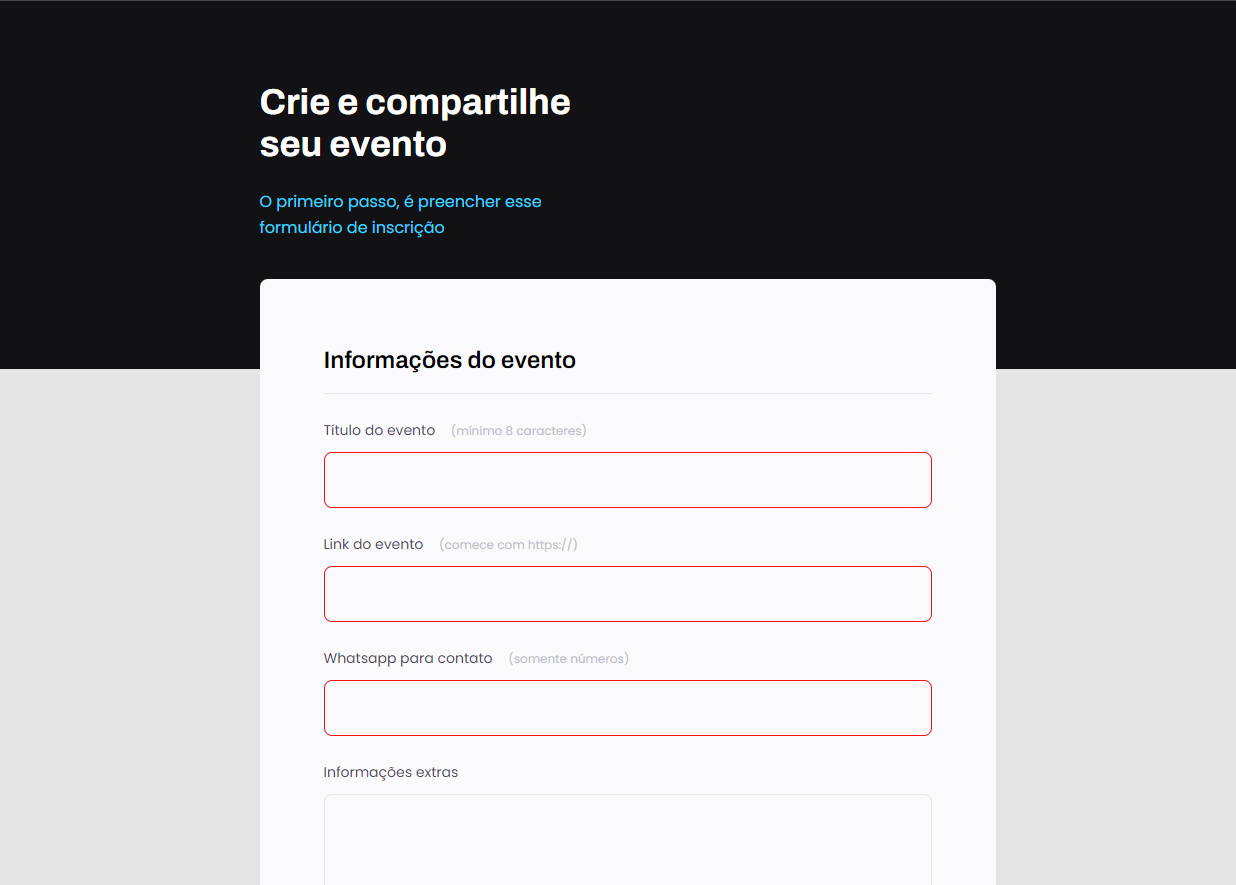 Crie e compartilhe
seu evento
O primeiro passo, é preencher esse
formulário de inscrição
Informações do evento
Título do evento (mínimo 8 caracteres)
Link do evento (comece com https://)
Whatsapp para contato (somente números)
Informações extras